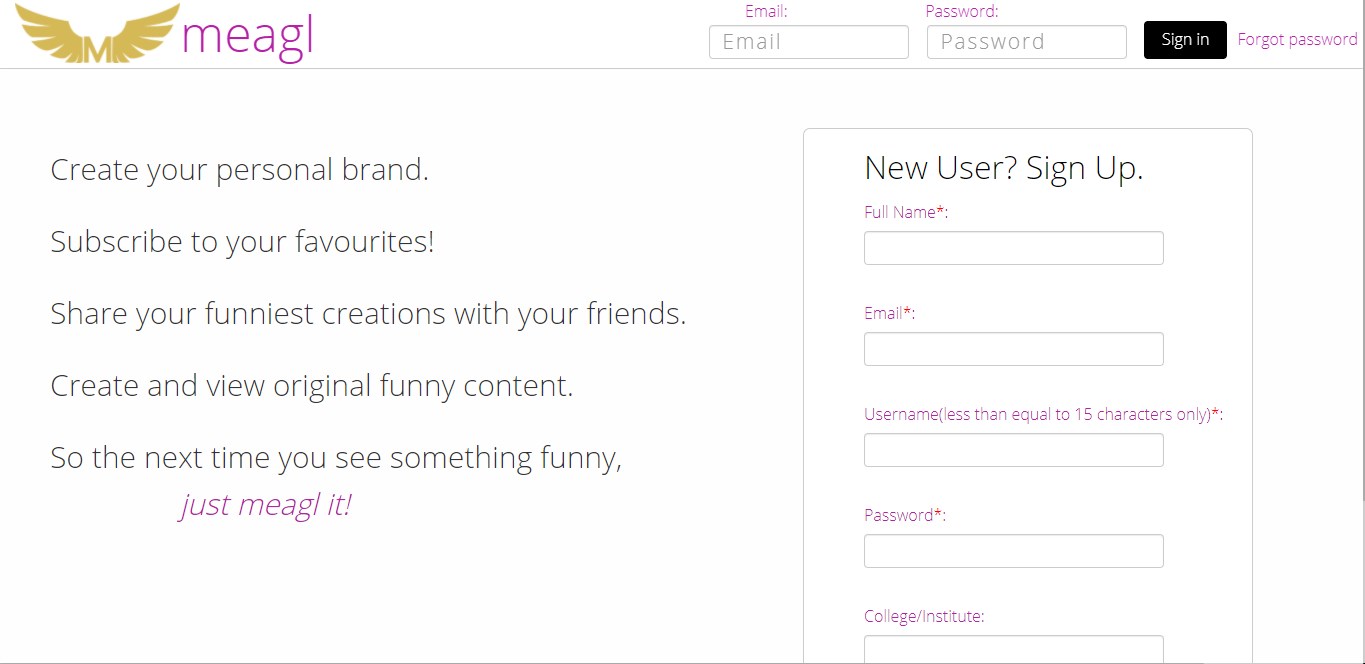 M meagl
Email:
Password:
Email
Password
Sign in
Forgot password
Create your personal brand.
Subscribe to your favourites!
Share your funniest creations with your friends.
Create and view original funny content.
So the next time you see something funny,
just meagl it!
New User? Sign Up.
Full Name*:
Email*:
Username(less than equal to 15 characters only)*:
Password*:
College/Institute: